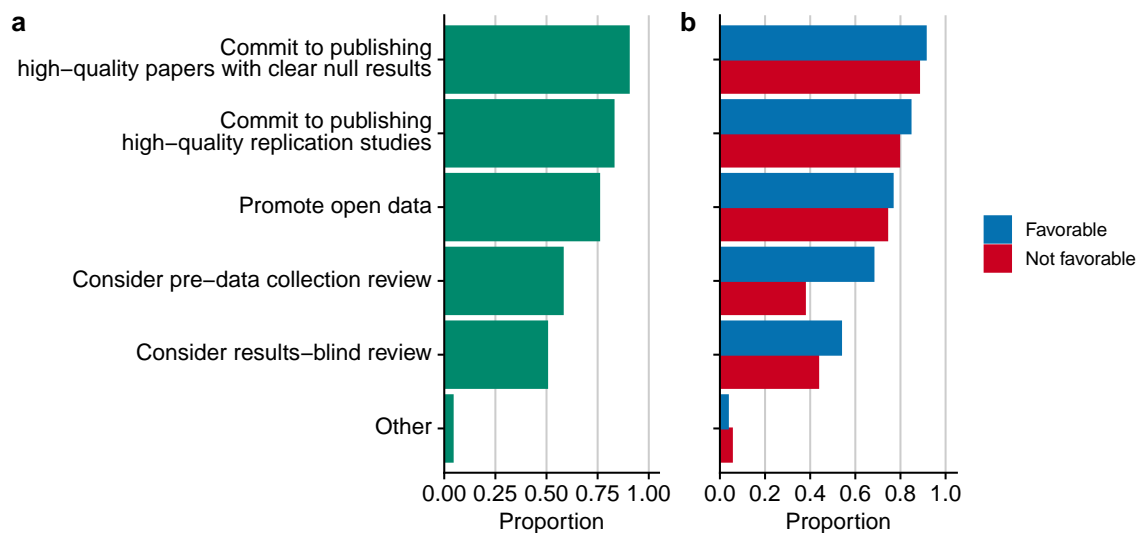 a
Commit to publishing
high−quality papers with clear null results
Commit to publishing
high−quality replication studies
Promote open data
Consider pre−data collection review
Consider results−blind review
Other
0.00 0.25 0.50 0.75 1.00
Proportion
b
0.0 0.2 0.4 0.6 0.8 1.0
Proportion
Favorable
Not favorable